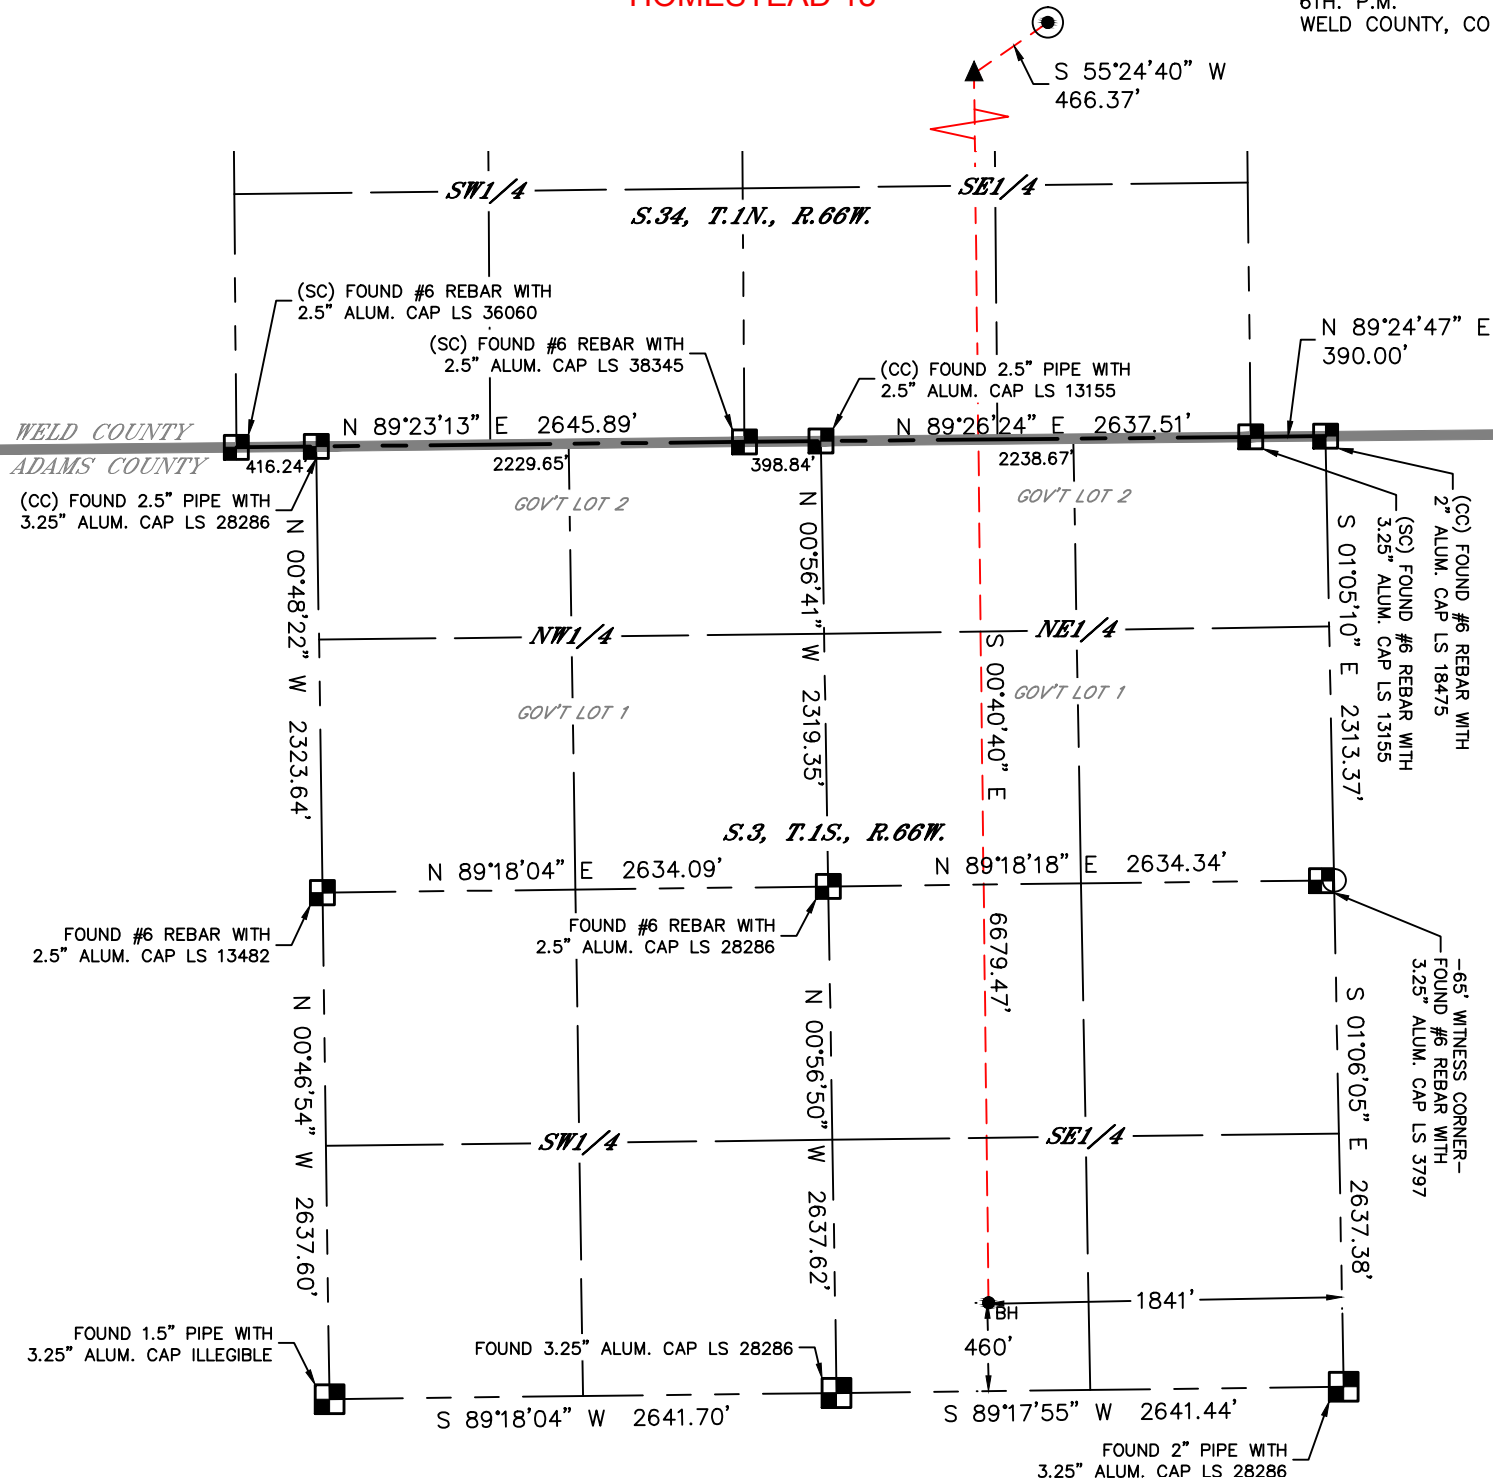 WELD COUNTY, CO
S 55°24'40" W
466.37'
SW1/4
SE1/4
S.34, T.1N., R.66W.
(SC) FOUND #6 REBAR WITH
2.5" ALUM. CAP LS 36060
(SC) FOUND #6 REBAR WITH
2.5" ALUM. CAP LS 38345
(CC) FOUND 2.5" PIPE WITH
2.5" ALUM. CAP LS 13155
N 89°24'47" E
390.00'
WELD COUNTY
ADAMS COUNTY
N 89°23'13" E 2645.89'
N 89°26'24" E 2637.51'
416.24'
2229.65'
398.84'
2238.67'
(CC) FOUND 2.5" PIPE WITH
3.25" ALUM. CAP LS 28286
GOV'T LOT 2
GOV'T LOT 2
(CC) FOUND #6 REBAR WITH
2" ALUM. CAP LS 18475
(SC) FOUND #6 REBAR WITH
3.25" ALUM. CAP LS 13155
N 00°48'22" W 2323.64'
N 00°56'41" W 2319.35'
S 01°05'10" E 2313.37'
NW1/4
NE1/4
S 00°40'40" E
6679.47'
GOV'T LOT 1
GOV'T LOT 1
S.3, T.1S., R.66W.
N 89°18'04" E 2634.09'
N 89°18'18" E 2634.34'
FOUND #6 REBAR WITH
2.5" ALUM. CAP LS 13482
FOUND #6 REBAR WITH
2.5" ALUM. CAP LS 28286
-65' WITNESS CORNER-
FOUND #6 REBAR WITH
3.25" ALUM. CAP LS 3797
N 00°46'54" W 2637.60'
N 00°56'50" W 2637.62'
S 01°06'05" E 2637.38'
SW1/4
SE1/4
BH
1841'
460'
FOUND 1.5" PIPE WITH
3.25" ALUM. CAP ILLEGIBLE
FOUND 3.25" ALUM. CAP LS 28286
S 89°18'04" W 2641.70'
S 89°17'55" W 2641.44'
FOUND 2" PIPE WITH
3.25" ALUM. CAP LS 28286